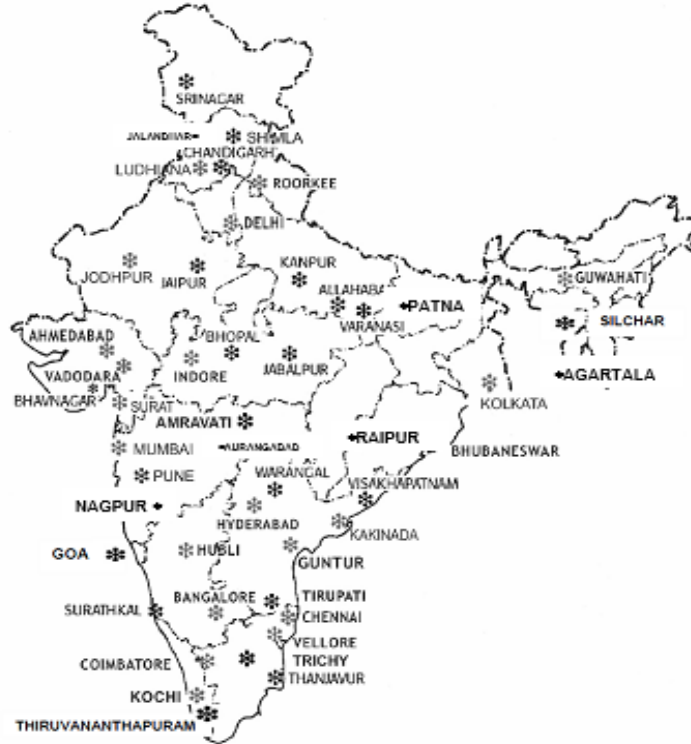 SRINAGAR
JALANDHAR
SHIMLA
CHANDIGARH
LUDHIANA
ROORKEE
DELHI
JODHPUR
JAIPUR
KANPUR
GUWAHATI
ALLAHABA
PATNA
SILCHAR
VARANASI
AHMEDABAD
BHOPAL
INDORE
JABALPUR
VADODARA
AGARTALA
BHAVNAGAR
SURAT
KOLKATA
AMRAVATI
RAIPUR
MUMBAI
AURANGABAD
BHUBANESWAR
PUNE
WARANGAL
VISAKHAPATNAM
NAGPUR
HYDERABAD
KAKINADA
GOA
HUBLI
GUNTUR
BANGALORE
TIRUPATI
SURATHKAL
CHENNAI
VELLORE
COIMBATORE
TRICHY
THANJAVUR
KOCHI
THIRUVANANTHAPURAM